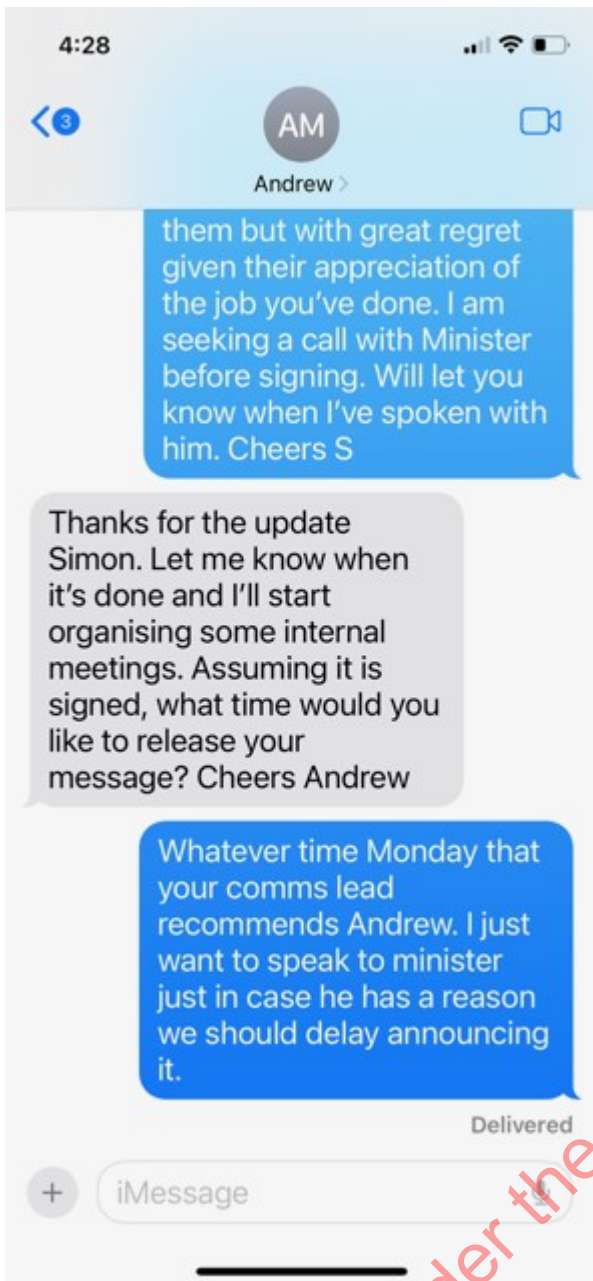 4:28
3
AM
Andrew
them but with great regret
given their appreciation of
the job you've done. I am
seeking a call with Minister
before signing. Will let you
know when I've spoken with
him. Cheers S
Thanks for the update
Simon. Let me know when
it's done and I'll start
organising some internal
meetings. Assuming it is
signed, what time would you
like to release your
message? Cheers Andrew
Whatever time Monday that
your comms lead
recommends Andrew. I just
want to speak to minister
just in case he has a reason
we should delay announcing
it.
Delivered
iMessage
der the